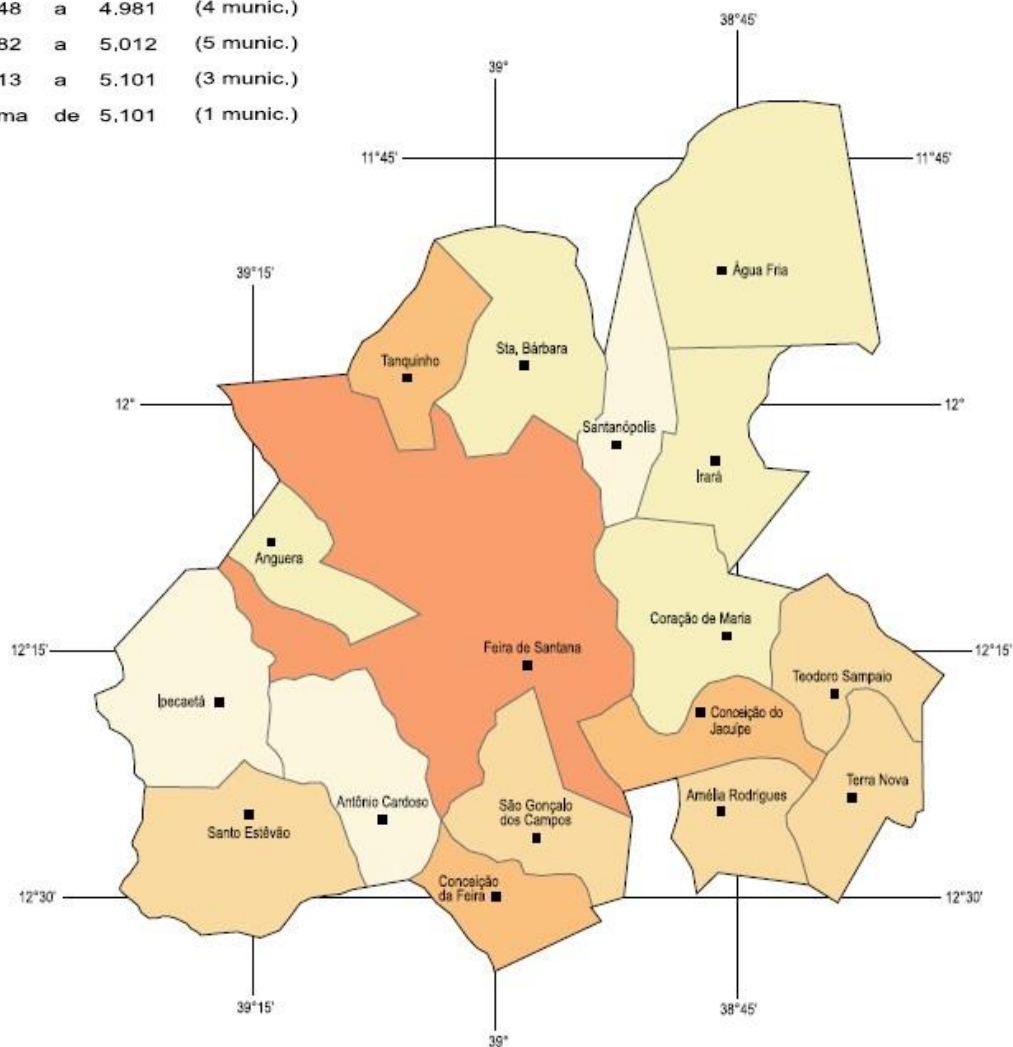 48 a 4.981 (4 munic.)
82 a 5.012 (5 munic.)
13 a 5.101 (3 munic.)
ma de 5.101 (1 munic.)
38°45'
39°
11°45'
11°45'
39°15'
Água Fria
Sta. Bárbara
Tanquinho
12°
12°
Santanópolis
Irará
Anguera
Coração de Maria
Feira de Santana
12°15'
12°15'
Teodoro Sampaio
Ipecaetá
Conceição do
Jacuípe
Terra Nova
Amélia Rodrigues
Antônio Cardoso
São Gonçalo
dos Campos
Santo Estêvão
Conceição
da Feira
12°30'
12°30'
39°15'
38°45'
39°